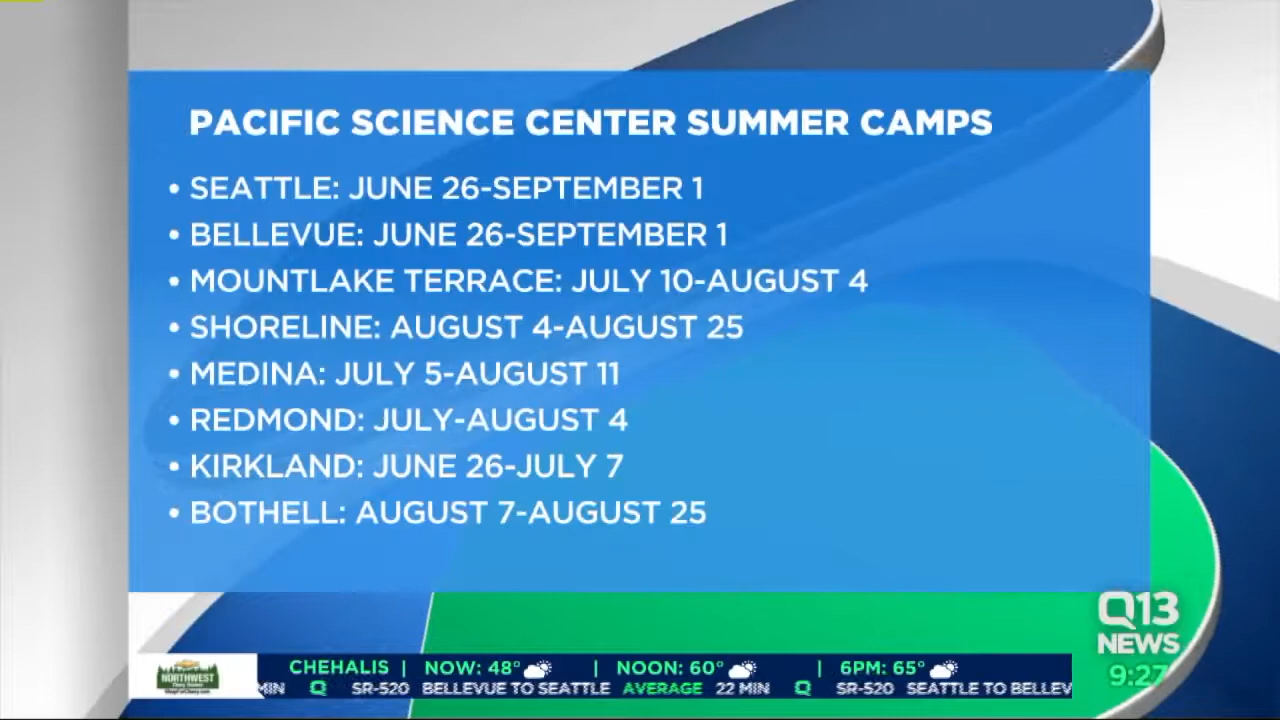 PACIFIC SCIENCE CENTER SUMMER CAMPS
• SEATTLE: JUNE 26-SEPTEMBER 1
• BELLEVUE: JUNE 26-SEPTEMBER 1
• MOUNTLAKE TERRACE: JULY 10-AUGUST 4
• SHORELINE: AUGUST 4-AUGUST 25
• MEDINA: JULY 5-AUGUST 11
• REDMOND: JULY-AUGUST 4
• KIRKLAND: JUNE 26-JULY 7
• BOTHELL: AUGUST 7-AUGUST 25
Q13
NEWS
9:27
NORTHWEST
CHEHALIS | NOW: 48° | NOON: 60° | 6PM: 65°
MIN Q SR-520 BELLEVUE TO SEATTLE AVERAGE 22 MIN Q SR-520 SEATTLE TO BELLEV